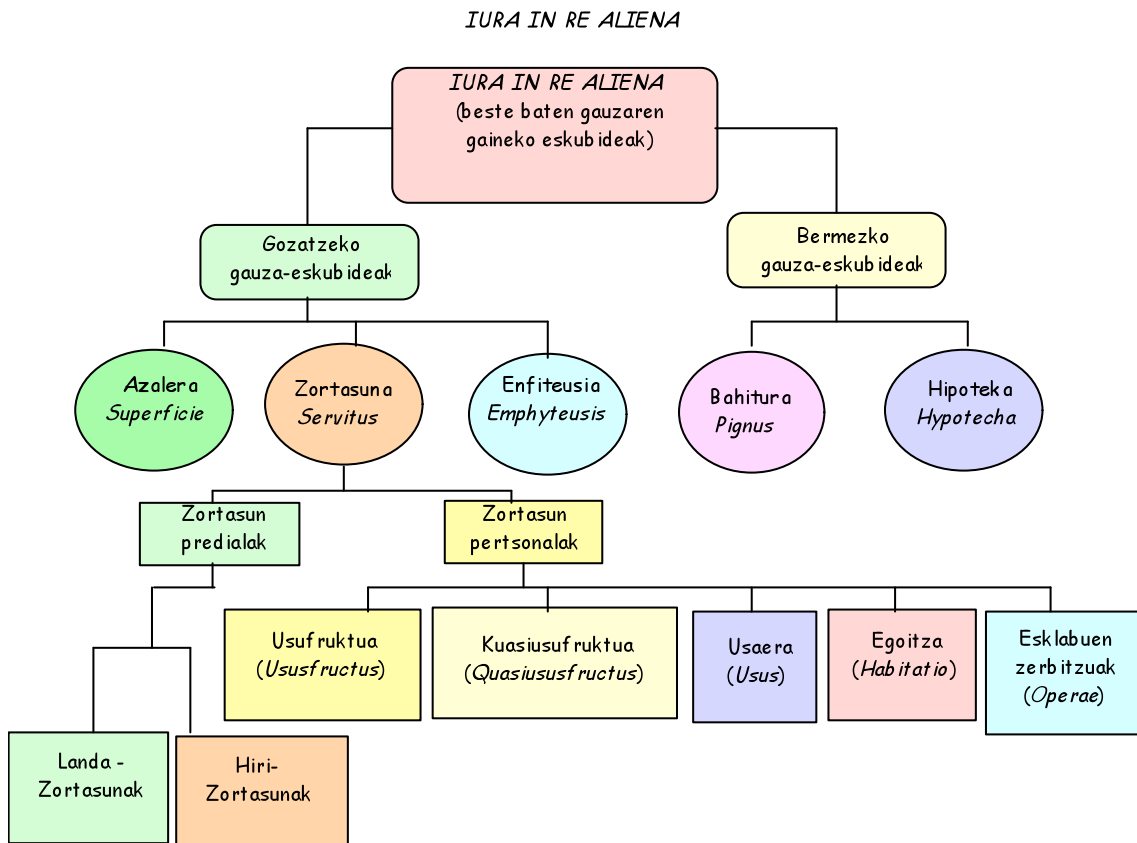 IURA IN RE ALIENA
IURA IN RE ALIENA
(beste baten gauzaren
gaineko eskubideak)
Gozatzeko
gauza-eskubideak
Bermezko
gauza-eskubideak
Azalera
Superficie
Zortasuna
Servitus
Enfiteusia
Emphyteusis
Bahitura
Pignus
Hipoteka
Hypotecha
Zortasun
predialak
Zortasun
pertsonalak
Usufruktua
(Ususfructus)
Kuasiusufruktua
(Quasiususfructus)
Usaera
(Usus)
Egoitza
(Habitatio)
Esklabuen
zerbitzuak
(Operae)
Landa -
Zortasunak
Hiri-
Zortasunak